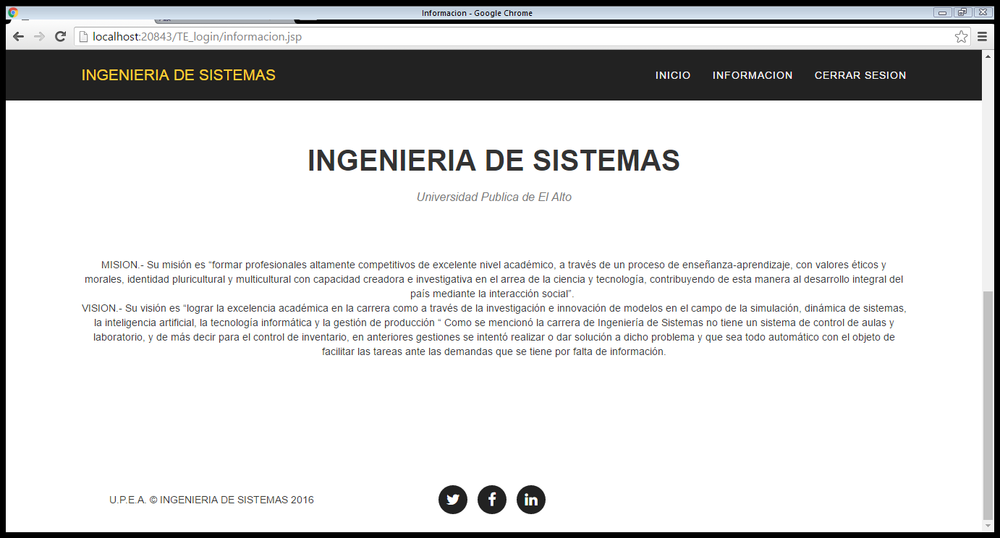 Informacion - Google Chrome
localhost:20843/TE_login/informacion.jsp
INGENIERIA DE SISTEMAS INICIO INFORMACION CERRAR SESION
INGENIERIA DE SISTEMAS
Universidad Publica de El Alto
MISION.- Su misión es “formar profesionales altamente competitivos de excelente nivel académico, a través de un proceso de enseñanza-aprendizaje, con valores éticos y
morales, identidad pluricultural y multicultural con capacidad creadora e investigativa en el arrea de la ciencia y tecnología, contribuyendo de esta manera al desarrollo integral del
país mediante la interacción social”.
VISION.- Su visión es “lograr la excelencia académica en la carrera como a través de la investigación e innovación de modelos en el campo de la simulación, dinámica de sistemas,
la inteligencia artificial, la tecnología informática y la gestión de producción “ Como se mencionó la carrera de Ingeniería de Sistemas no tiene un sistema de control de aulas y
laboratorio, y de más decir para el control de inventario, en anteriores gestiones se intentó realizar o dar solución a dicho problema y que sea todo automático con el objeto de
facilitar las tareas ante las demandas que se tiene por falta de información.
U.P.E.A. © INGENIERIA DE SISTEMAS 2016